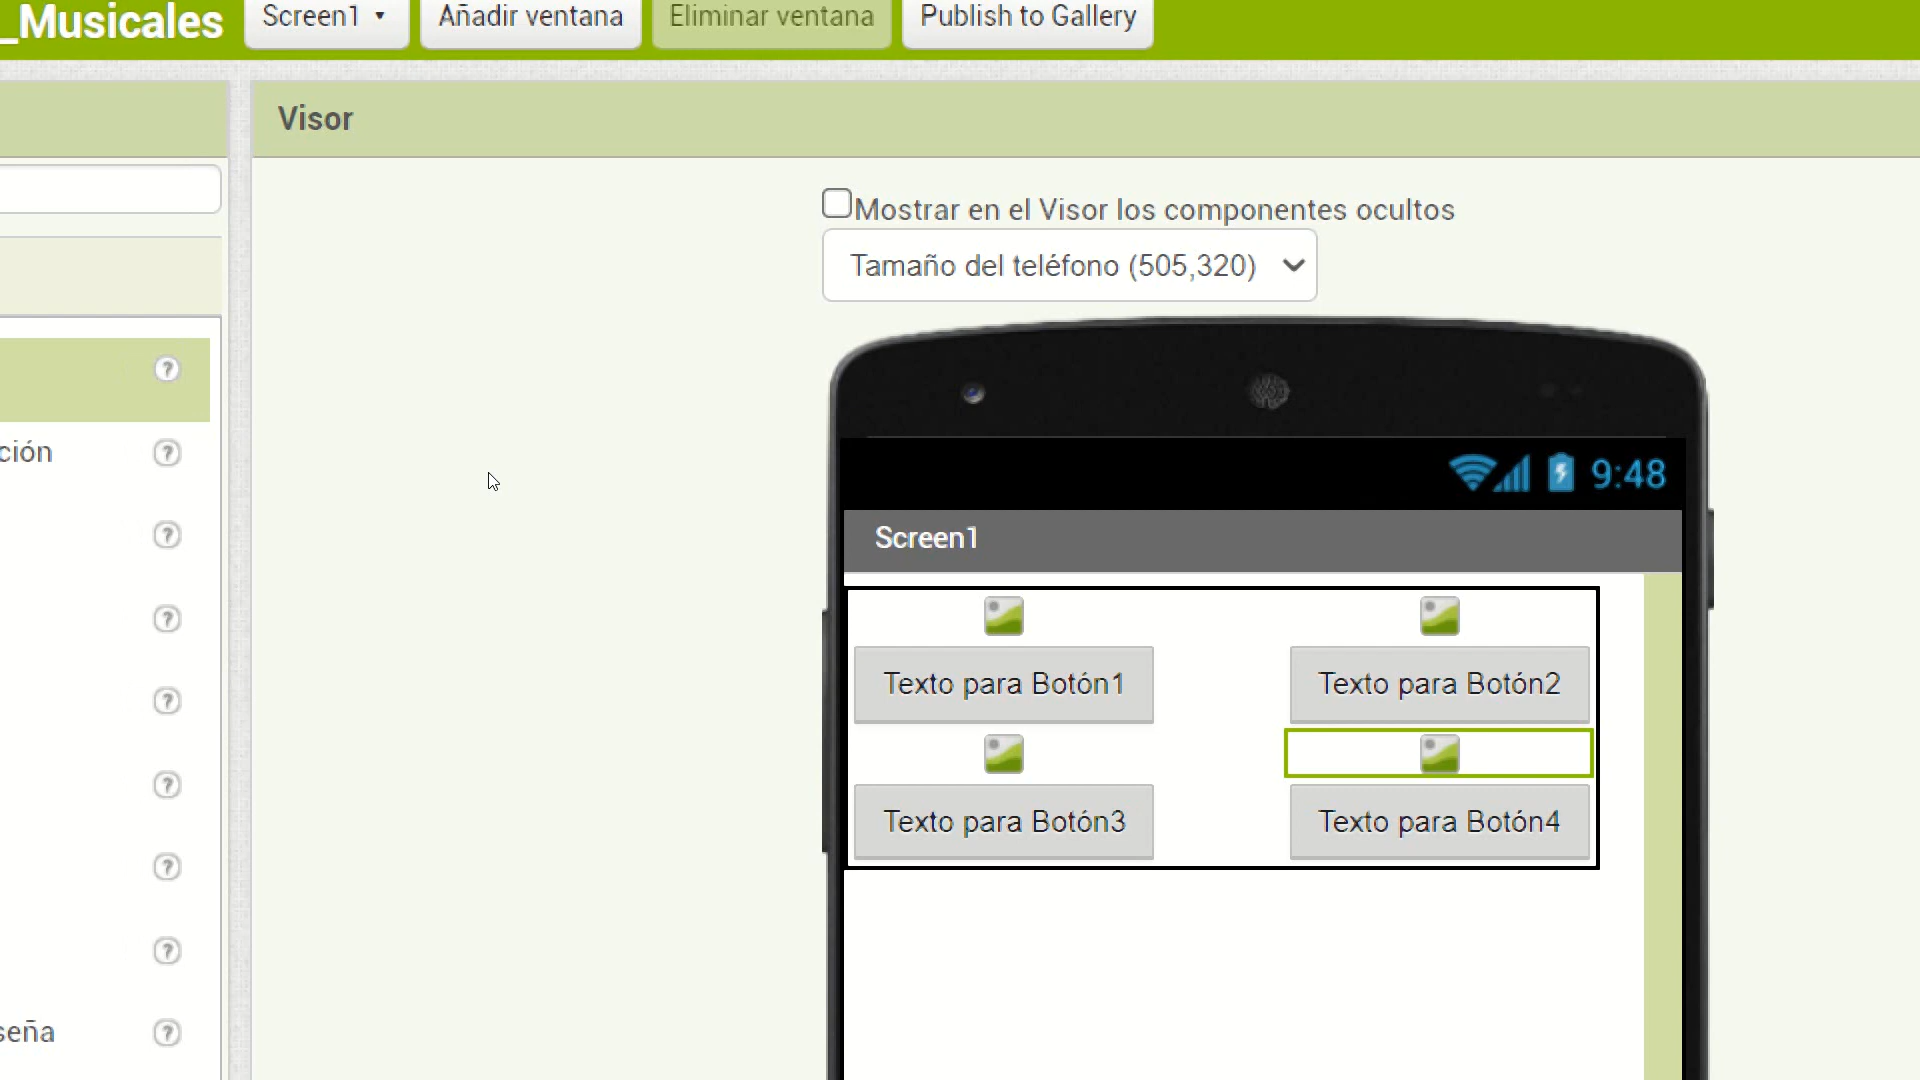 _Musicales
Screen1 ▾
Añadir ventana
Eliminar ventana
Publish to Gallery
Visor
Mostrar en el Visor los componentes ocultos
Tamaño del teléfono (505,320)
?
ción ?
?
?
?
?
?
?
seña ?
9:48
Screen1
Texto para Botón1
Texto para Botón2
Texto para Botón3
Texto para Botón4